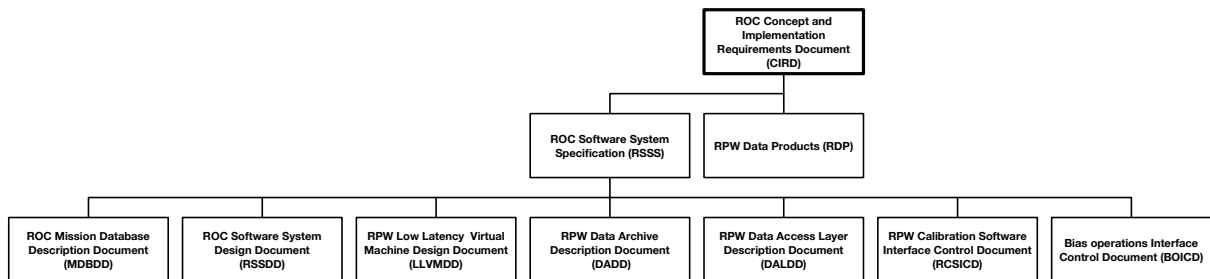 ROC Concept and
Implementation
Requirements Document
(CIRD)
ROC Software System
Specification (RSSS)
RPW Data Products (RDP)
ROC Mission Database
Description Document
(MDBDD)
ROC Software System
Design Document
(RSSDD)
RPW Low Latency Virtual
Machine Design Document
(LLVMDD)
RPW Data Archive
Description Document
(DADD)
RPW Data Access Layer
Description Document
(DALDD)
RPW Calibration Software
Interface Control Document
(RCSICD)
Bias operations Interface
Control Document (BOICD)